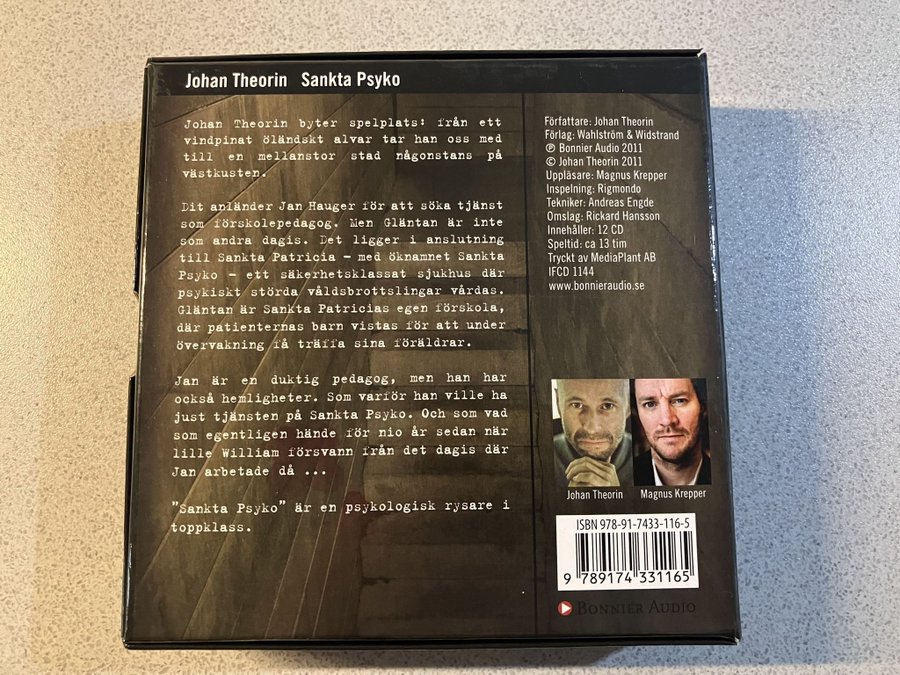 Johan Theorin Sankta Psyko
Johan Theorin byter spelplats: från ett
vindpinat öländskt alvar tar han oss med
till en mellanstor stad någonstans på
västkusten.
Dit anländer Jan Hauger för att söka tjänst
som förskolepedagog. Men Gläntan är inte
som andra dagis. Det ligger i anslutning
till Sankta Patricia – med öknamnet Sankta
Psyko – ett säkerhetsklassat sjukhus där
psykiskt störda våldsbrottslingar vårdas.
Gläntan är Sankta Patricias egen förskola,
där patienternas barn vistas för att under
övervakning få träffa sina föräldrar.
Jan är en duktig pedagog, men han har
också hemligheter. Som varför han ville ha
just tjänsten på Sankta Psyko. Och som vad
som egentligen hände för nio år sedan när
lille William försvann från det dagis där
Jan arbetade då ...
”Sankta Psyko” är en psykologisk rysare i
toppklass.
Författare: Johan Theorin
Förlag: Wahlström & Widstrand
℗ Bonnier Audio 2011
© Johan Theorin 2011
Uppläsare: Magnus Krepper
Inspelning: Rigmondo
Tekniker: Andreas Engde
Omslag: Rickard Hansson
Innehåller: 12 CD
Speltid: ca 13 tim
Tryckt av MediaPlant AB
IFCD 1144
www.bonnieraudio.se
Johan Theorin Magnus Krepper
ISBN 978-91-7433-116-5
9 789174 331165
Bonnier Audio